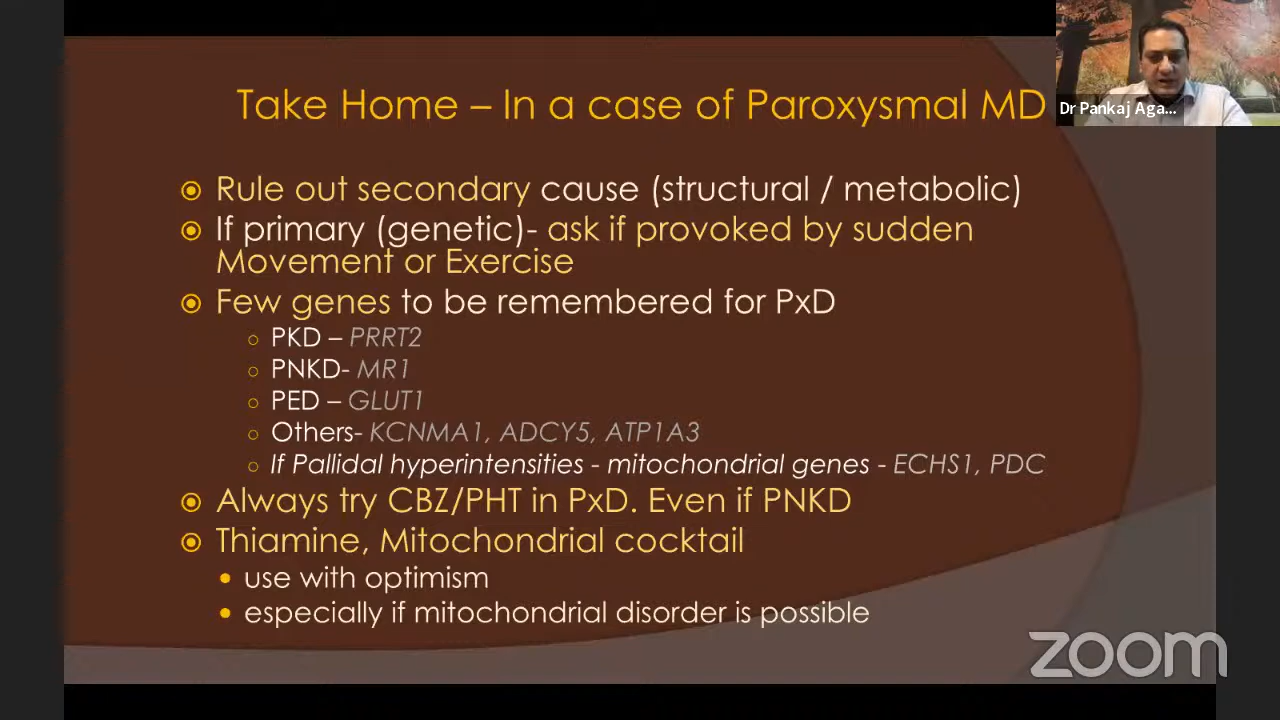 Take Home – In a case of Paroxysmal MD
Dr Pankaj Aga...
Rule out secondary cause (structural / metabolic)
If primary (genetic)- ask if provoked by sudden
Movement or Exercise
Few genes to be remembered for PxD
PKD – PRRT2
PNKD- MR1
PED – GLUT1
Others- KCNMA1, ADCY5, ATP1A3
If Pallidal hyperintensities - mitochondrial genes - ECHS1, PDC
Always try CBZ/PHT in PxD. Even if PNKD
Thiamine, Mitochondrial cocktail
use with optimism
especially if mitochondrial disorder is possible
zoom